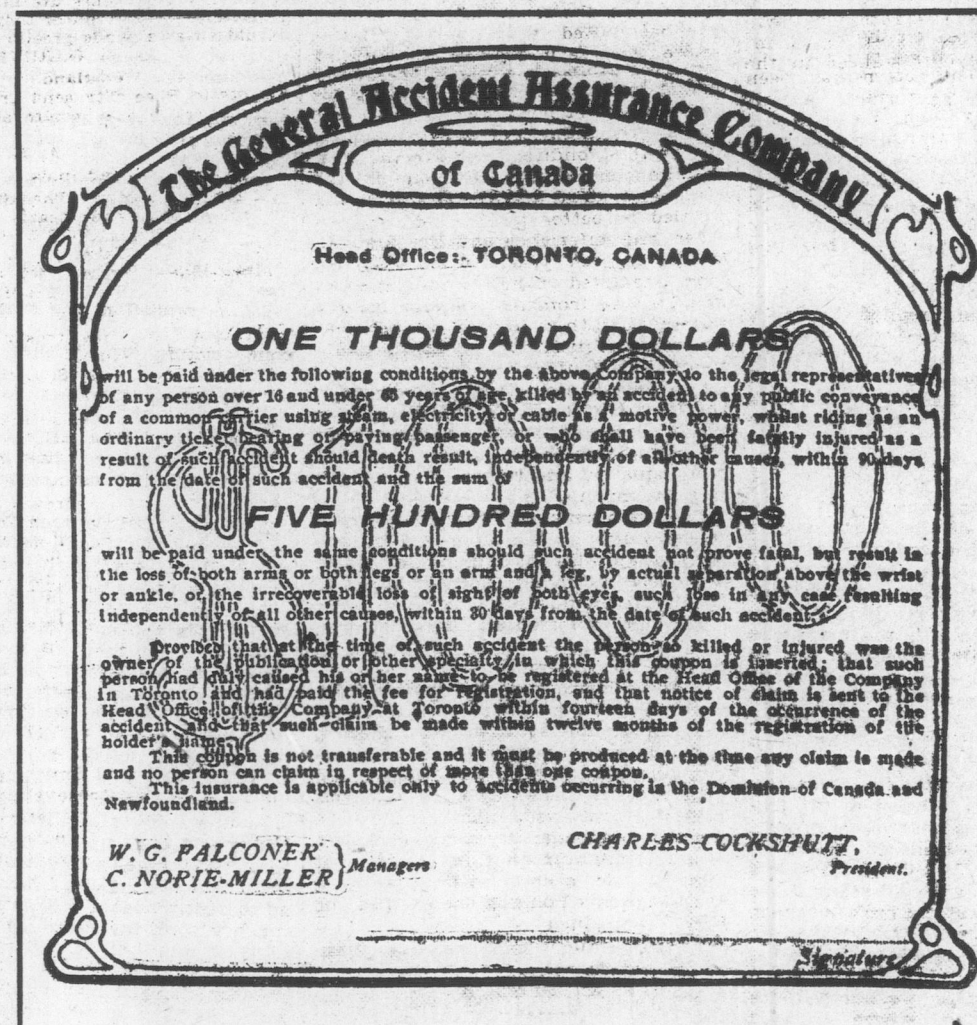 The General Accident Assurance Company
of Canada
Head Office:- TORONTO, CANADA
$1000
ONE THOUSAND DOLLARS
will be paid under the following conditions by the above Company to the legal representatives
of any person over 16 and under 65 years of age, killed by an accident to any public conveyance
of a common carrier using steam, electricity or cable as a motive power, whilst riding as an
ordinary ticket bearing or paying passenger, or who shall have been fatally injured as a
result of such accident should death result, independently of all other causes, within 90 days
from the date of such accident and the sum of
FIVE HUNDRED DOLLARS
will be paid under the same conditions should such accident not prove fatal, but result in
the loss of both arms or both legs or an arm and a leg, by actual separation above the wrist
or ankle, or the irrecoverable loss of sight of both eyes, such loss in any case resulting
independently of all other causes, within 30 days from the date of such accident.
Provided that at the time of such accident the person so killed or injured was the
owner of the publication or other specialty in which this coupon is inserted; that such
person had duly caused his or her name to be registered at the Head Office of the Company
in Toronto and had paid the fee for registration, and that notice of claim is sent to the
Head Office of the Company at Toronto within fourteen days of the occurrence of the
accident and that such claim be made within twelve months of the registration of the
holder's name.
This coupon is not transferable and it must be produced at the time any claim is made
and no person can claim in respect of more than one coupon.
This insurance is applicable only to accidents occurring in the Dominion of Canada and
Newfoundland.
W. G. FALCONER
C. NORIE-MILLER
Managers
CHARLES COCKSHUTT,
President.
Signature